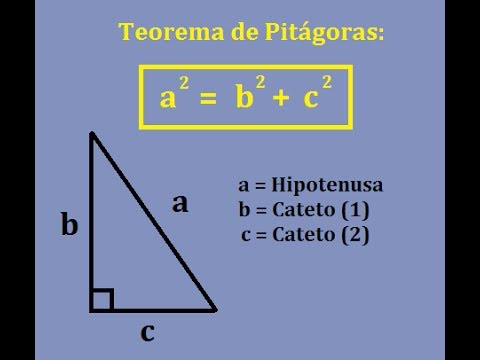 Teorema de Pitágoras:
a² = b² + c²
a = Hipotenusa
b = Cateto (1)
c = Cateto (2)
b
a
c